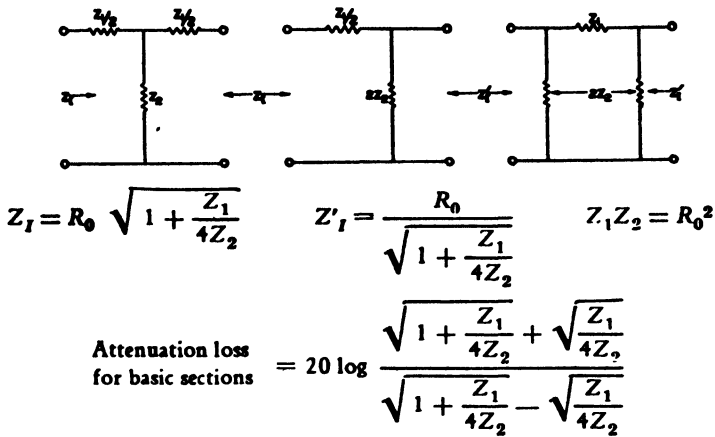 Z₁/2 Z₁/2 Z₁/2 Z₁
Z_I Z₂ Z_I 2Z₂ Z'_I 2Z₂ Z'_I
Z_I = R₀ √(1 + Z₁/4Z₂) Z'_I = R₀/√(1 + Z₁/4Z₂) Z₁Z₂ = R₀²
Attenuation loss
for basic sections = 20 log (√(1 + Z₁/4Z₂) + √(Z₁/4Z₂))/(√(1 + Z₁/4Z₂) − √(Z₁/4Z₂))